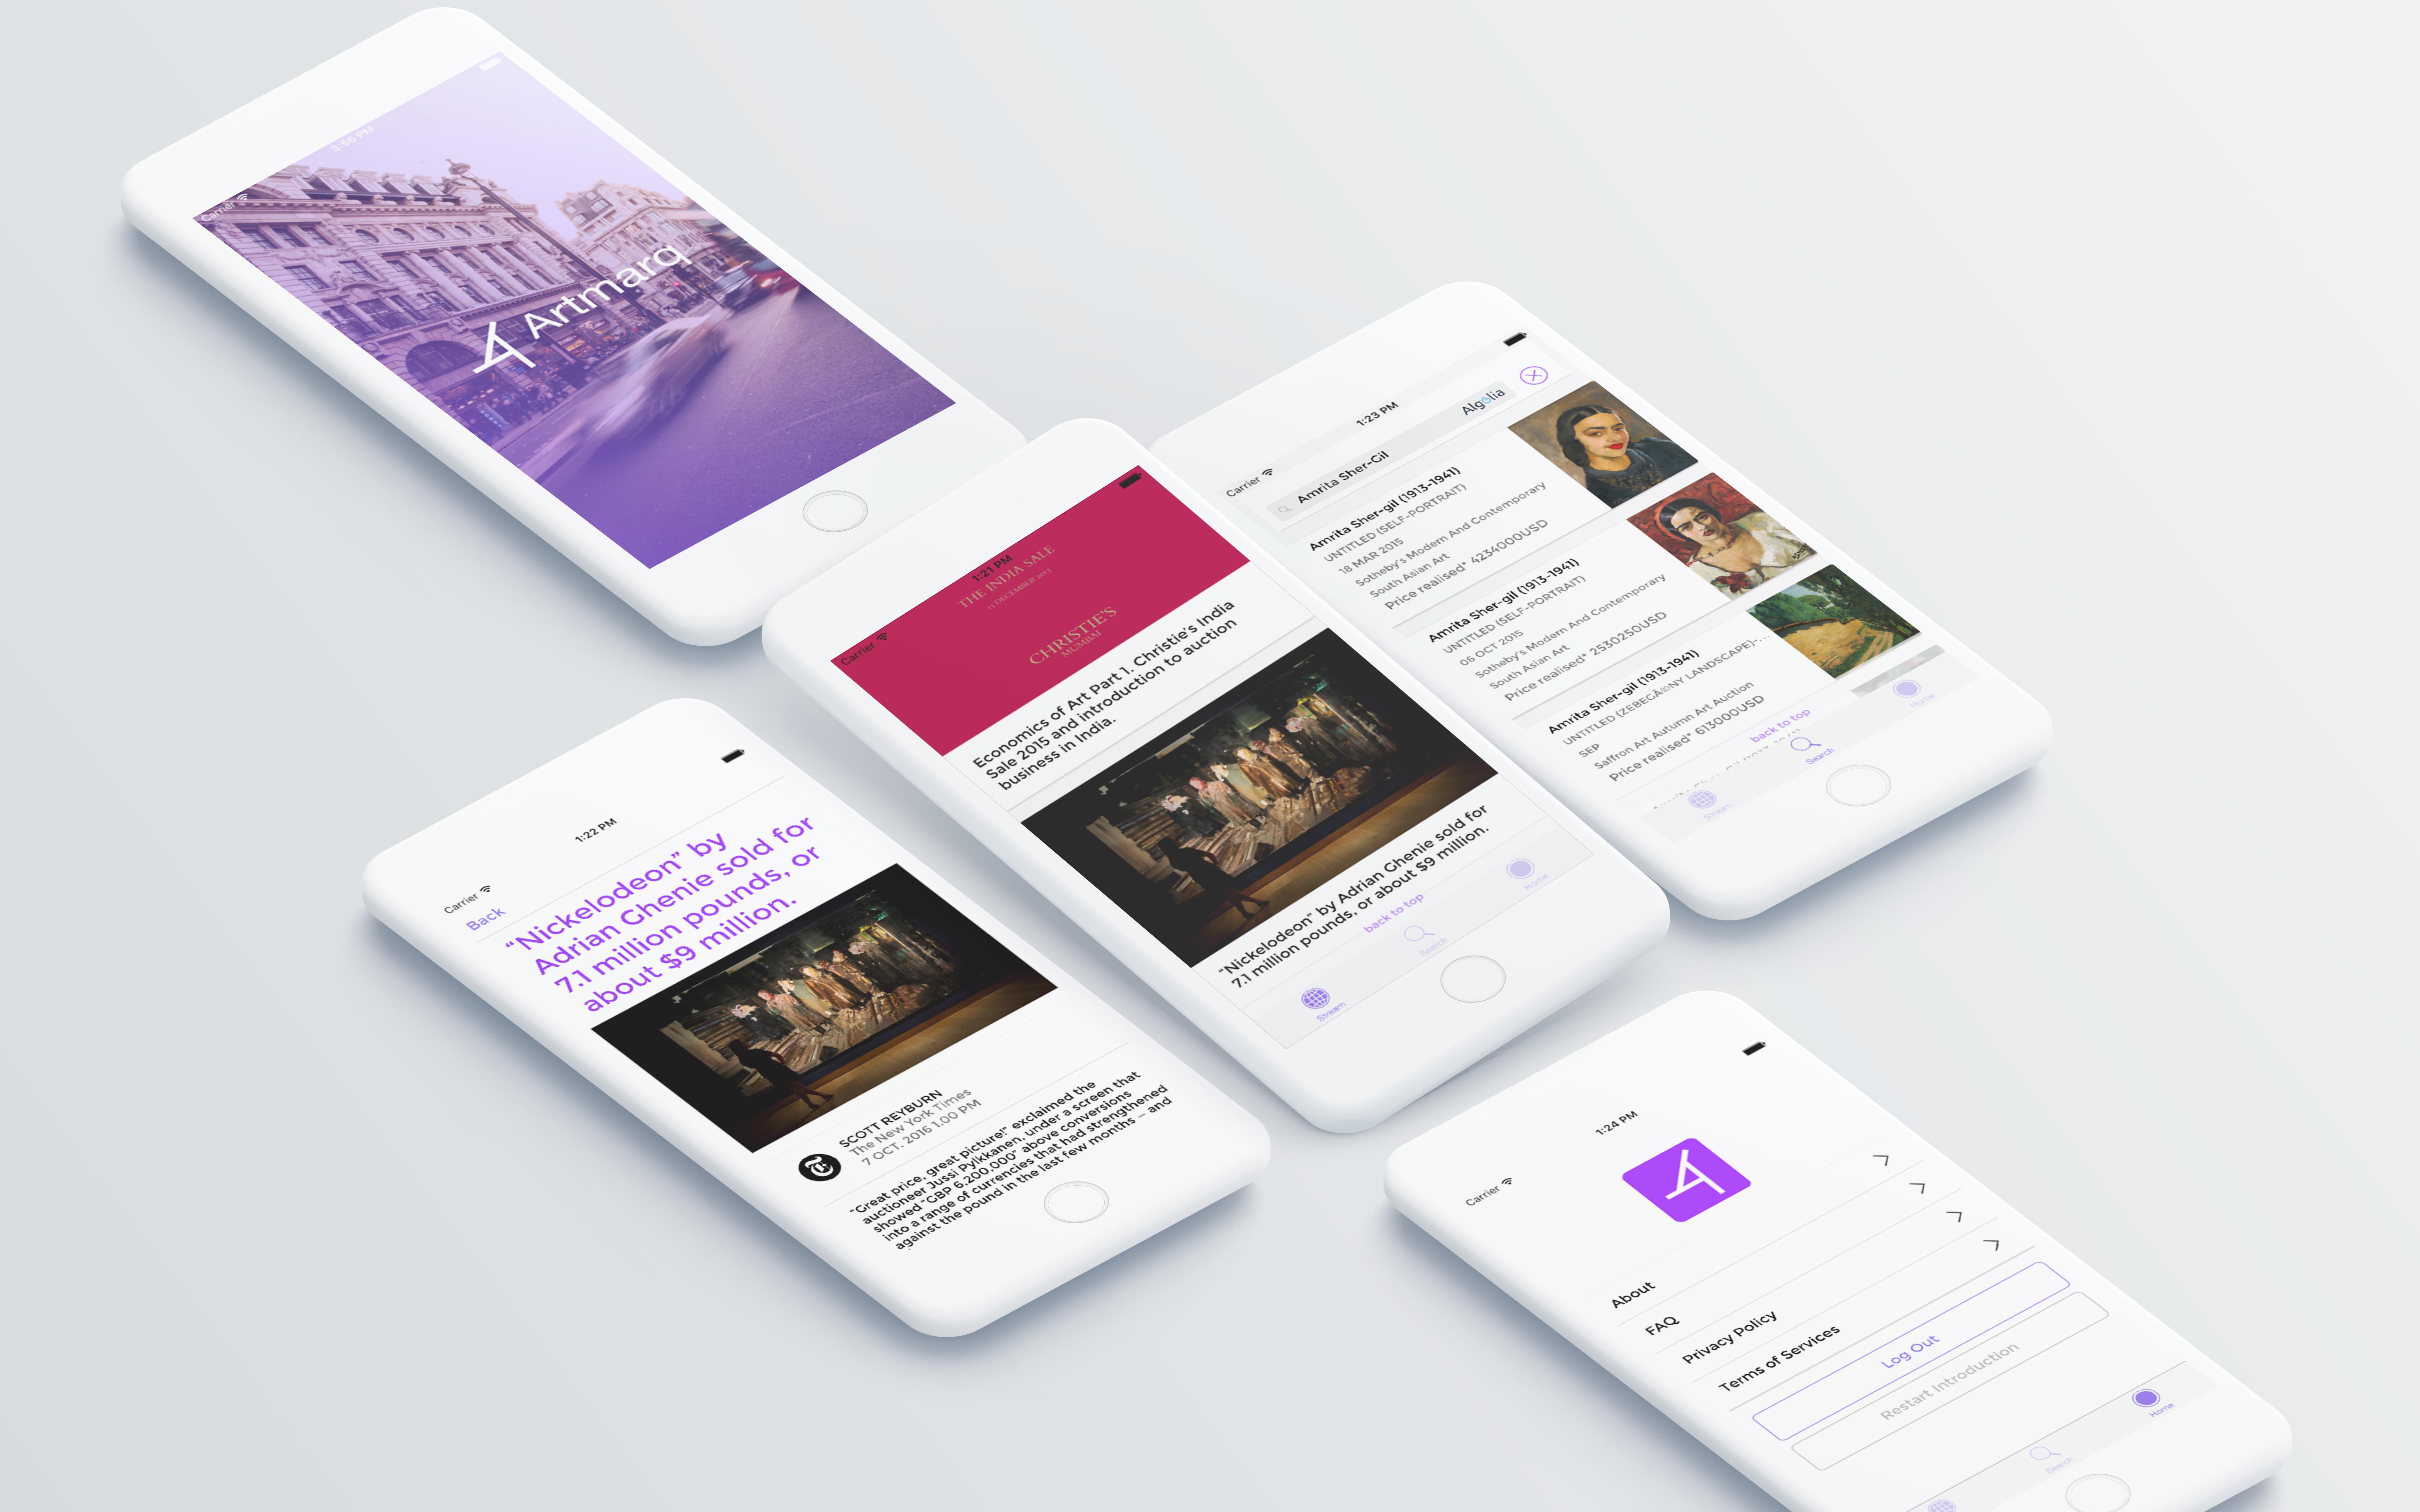 Carrier
3:56 PM
Artmarq
Carrier
1:23 PM
Amrita Sher-Gil
Algolia
Amrita Sher-gil (1913-1941)
UNTITLED (SELF-PORTRAIT)
18 MAR 2015
Sotheby's Modern And Contemporary
South Asian Art
Price realised* 4234000USD
Amrita Sher-gil (1913-1941)
UNTITLED (SELF-PORTRAIT)
06 OCT 2015
Sotheby's Modern And Contemporary
South Asian Art
Price realised* 2530250USD
Amrita Sher-gil (1913-1941)
UNTITLED (ZEBEGÃ®NY LANDSCAPE)-...
SEP
Saffron Art Autumn Art Auction
Price realised* 613000USD
back to top
Stream
Search
Home
Carrier
1:21 PM
THE INDIA SALE
15 DECEMBER 2015
CHRISTIE'S
MUMBAI
Economics of Art Part 1. Christie's India
Sale 2015 and introduction to auction
business in India.
"Nickelodeon" by Adrian Ghenie sold for
7.1 million pounds, or about $9 million.
back to top
Stream
Search
Home
Carrier
1:22 PM
Back
“Nickelodeon” by
Adrian Ghenie sold for
7.1 million pounds, or
about $9 million.
SCOTT REYBURN
The New York Times
7 OCT. 2016 1.00 PM
“Great price, great picture!” exclaimed the
auctioneer Jussi Pylkkanen, under a screen that
showed “GBP 6,200,000” above conversions
into a range of currencies that had strengthened
against the pound in the last few months — and
Carrier
1:24 PM
About
FAQ
Privacy Policy
Terms of Services
Log Out
Restart Introduction
Search
Home